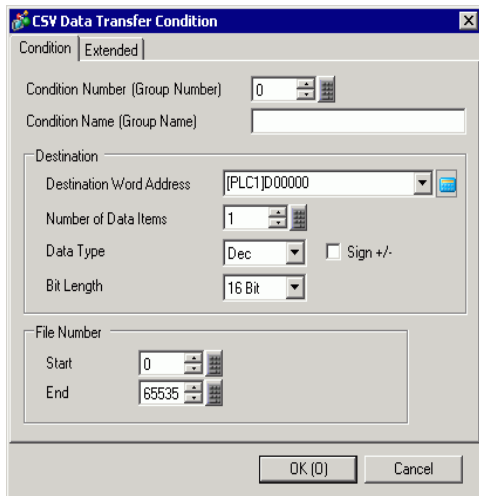 CSV Data Transfer Condition
Condition Extended
Condition Number (Group Number) 0
Condition Name (Group Name)
Destination
Destination Word Address [PLC1]D00000
Number of Data Items 1
Data Type Dec Sign +/-
Bit Length 16 Bit
File Number
Start 0
End 65535
OK (O) Cancel